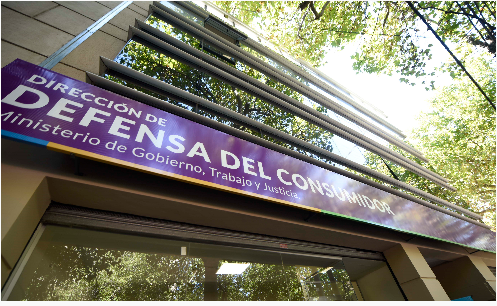 DIRECCIÓN DE
DEFENSA DEL CONSUMIDOR
Ministerio de Gobierno, Trabajo y Justicia.